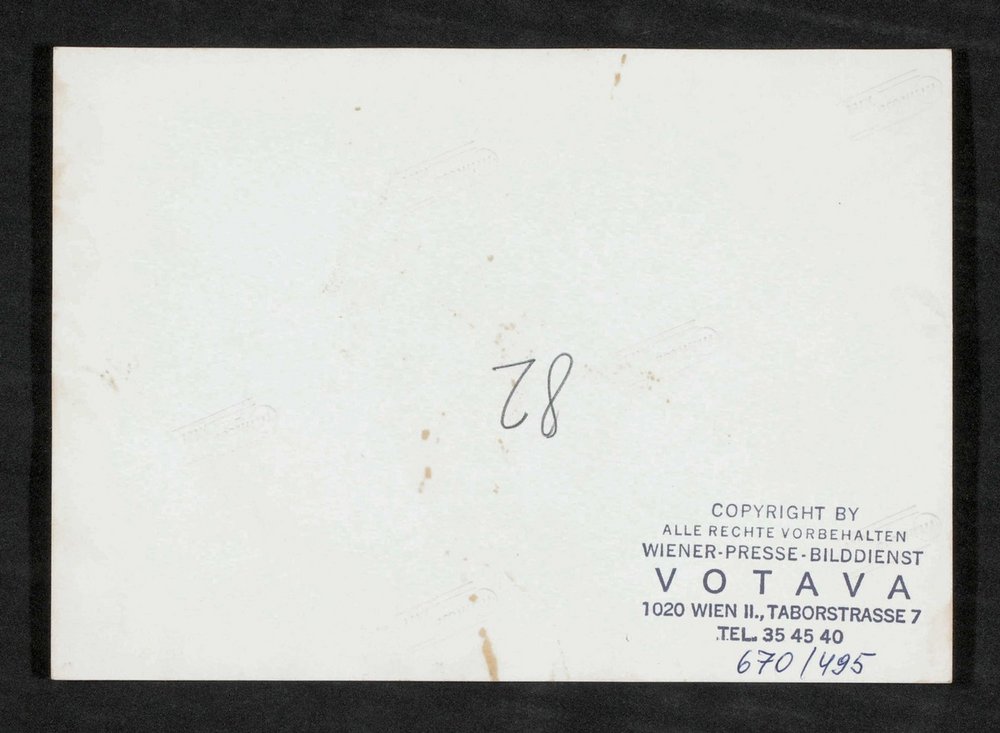 82
COPYRIGHT BY
ALLE RECHTE VORBEHALTEN
WIENER-PRESSE-BILDDIENST
VOTAVA
1020 WIEN II., TABORSTRASSE 7
TEL. 35 45 40
670/495